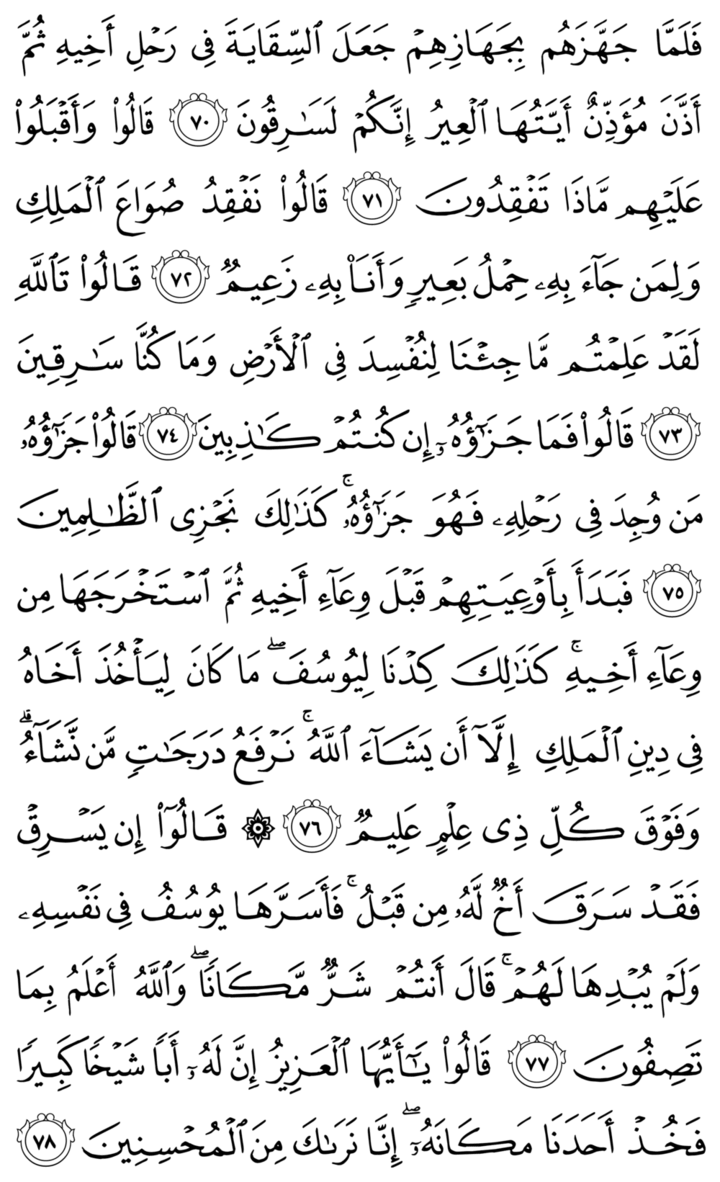 فَلَمَّا جَهَّزَهُم بِجَهَازِهِمْ جَعَلَ ٱلسِّقَايَةَ فِى رَحْلِ أَخِيهِ ثُمَّ
أَذَّنَ مُؤَذِّنٌ أَيَّتُهَا ٱلْعِيرُ إِنَّكُمْ لَسَـٰرِقُونَ ٧٠ قَالُوا۟ وَأَقْبَلُوا۟
عَلَيْهِم مَّاذَا تَفْقِدُونَ ٧١ قَالُوا۟ نَفْقِدُ صُوَاعَ ٱلْمَلِكِ
وَلِمَن جَآءَ بِهِۦ حِمْلُ بَعِيرٍ وَأَنَا۠ بِهِۦ زَعِيمٌ ٧٢ قَالُوا۟ تَٱللَّهِ
لَقَدْ عَلِمْتُم مَّا جِئْنَا لِنُفْسِدَ فِى ٱلْأَرْضِ وَمَا كُنَّا سَـٰرِقِينَ
٧٣ قَالُوا۟ فَمَا جَزَٰٓؤُهُۥٓ إِن كُنتُمْ كَـٰذِبِينَ ٧٤ قَالُوا۟ جَزَٰٓؤُهُۥ
مَن وُجِدَ فِى رَحْلِهِۦ فَهُوَ جَزَٰٓؤُهُۥ ۚ كَذَٰلِكَ نَجْزِى ٱلظَّـٰلِمِينَ
٧٥ فَبَدَأَ بِأَوْعِيَتِهِمْ قَبْلَ وِعَآءِ أَخِيهِ ثُمَّ ٱسْتَخْرَجَهَا مِن
وِعَآءِ أَخِيهِ ۚ كَذَٰلِكَ كِدْنَا لِيُوسُفَ ۖ مَا كَانَ لِيَأْخُذَ أَخَاهُ
فِى دِينِ ٱلْمَلِكِ إِلَّآ أَن يَشَآءَ ٱللَّهُ ۚ نَرْفَعُ دَرَجَـٰتٍ مَّن نَّشَآءُ ۗ
وَفَوْقَ كُلِّ ذِى عِلْمٍ عَلِيمٌ ٧٦ ۞ قَالُوٓا۟ إِن يَسْرِقْ
فَقَدْ سَرَقَ أَخٌ لَّهُۥ مِن قَبْلُ ۚ فَأَسَرَّهَا يُوسُفُ فِى نَفْسِهِۦ
وَلَمْ يُبْدِهَا لَهُمْ ۚ قَالَ أَنتُمْ شَرٌّ مَّكَانًا ۖ وَٱللَّهُ أَعْلَمُ بِمَا
تَصِفُونَ ٧٧ قَالُوا۟ يَـٰٓأَيُّهَا ٱلْعَزِيزُ إِنَّ لَهُۥٓ أَبًا شَيْخًا كَبِيرًا
فَخُذْ أَحَدَنَا مَكَانَهُۥٓ ۖ إِنَّا نَرَىٰكَ مِنَ ٱلْمُحْسِنِينَ ٧٨